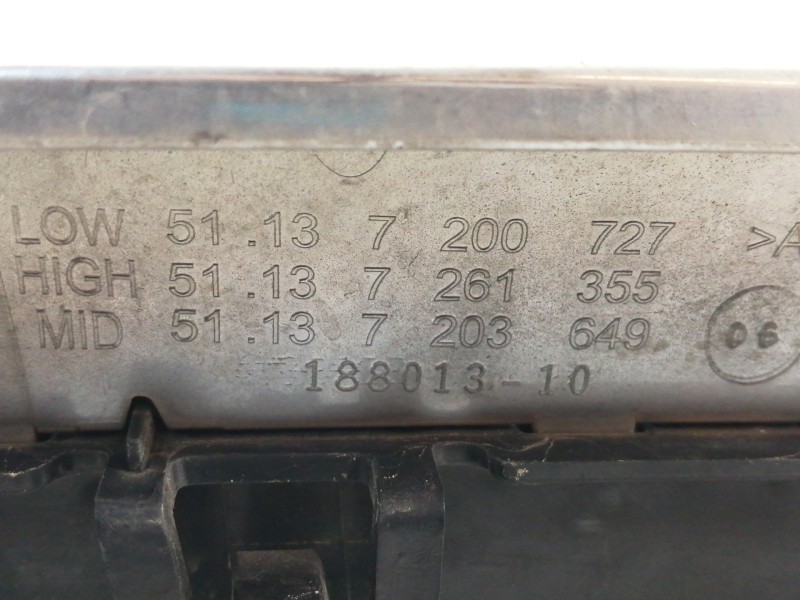 LOW 51.13 7 200 727 >A
HIGH 51.13 7 261 355
MID 51.13 7 203 649 06
188013-10